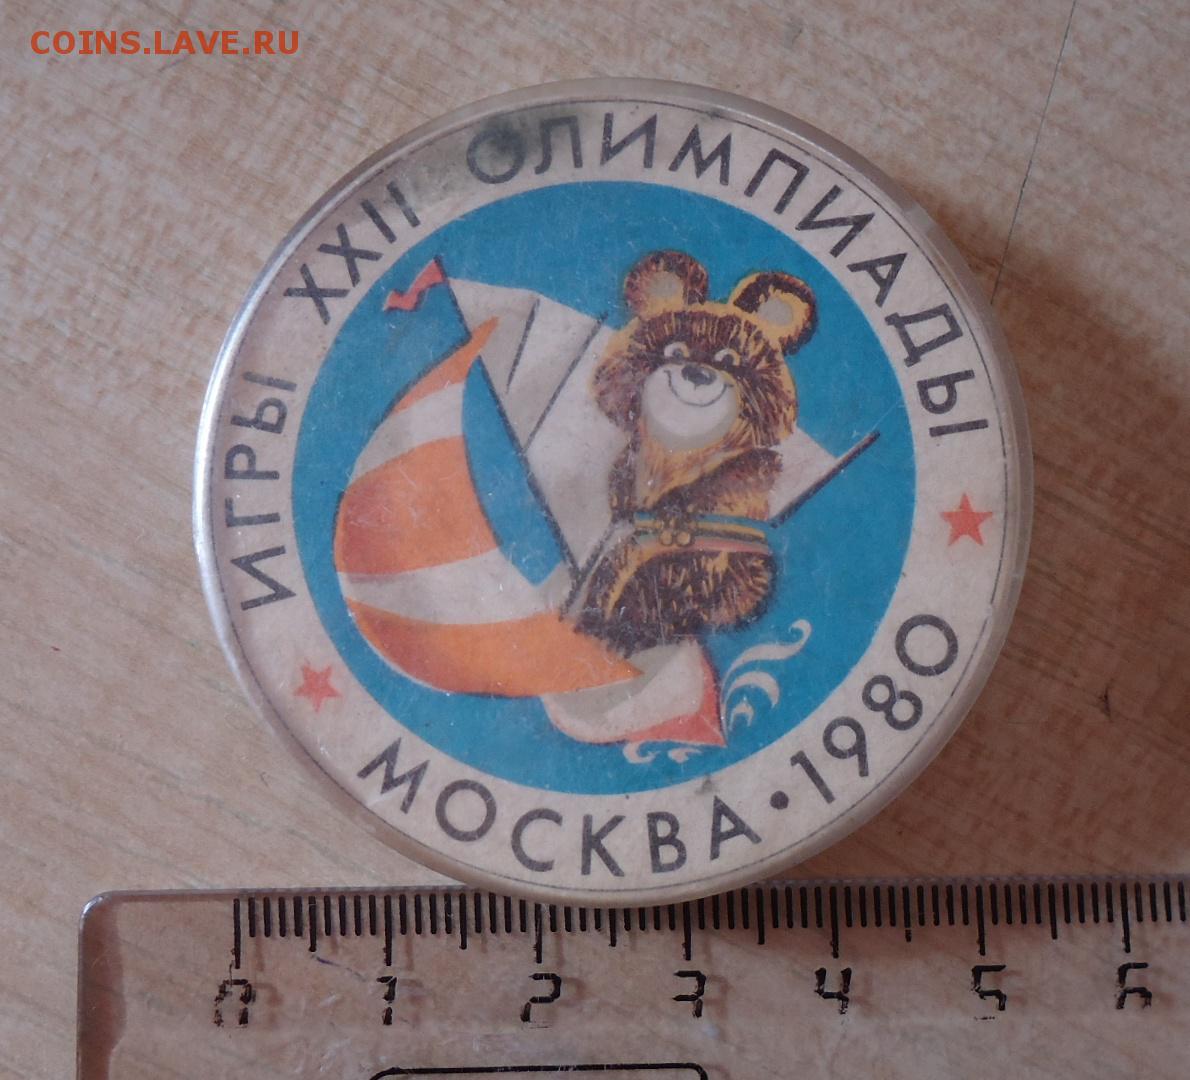 COINS.LAVE.RU
ИГРЫ XXII ОЛИМПИАДЫ
МОСКВА · 1980
0 1 2 3 4 5 6